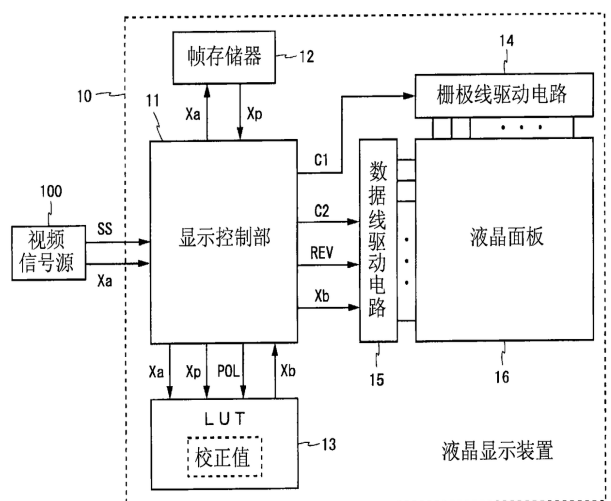 帧存储器
12
14
10
11
Xa
Xp
栅极线驱动电路
C1
100
视频
信号源
SS
Xa
显示控制部
C2
REV
Xb
数据线驱动电路
液晶面板
15
16
Xa
Xp
POL
Xb
LUT
校正值
13
液晶显示装置